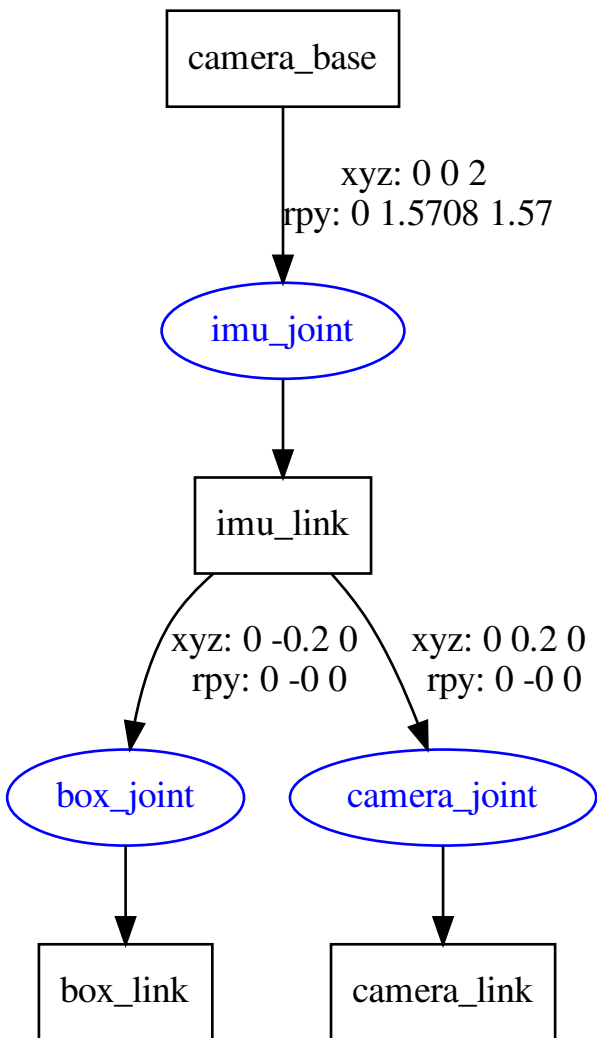 camera_base
xyz: 0 0 2
rpy: 0 1.5708 1.57
imu_joint
imu_link
xyz: 0 -0.2 0
rpy: 0 -0 0
xyz: 0 0.2 0
rpy: 0 -0 0
box_joint
camera_joint
box_link
camera_link